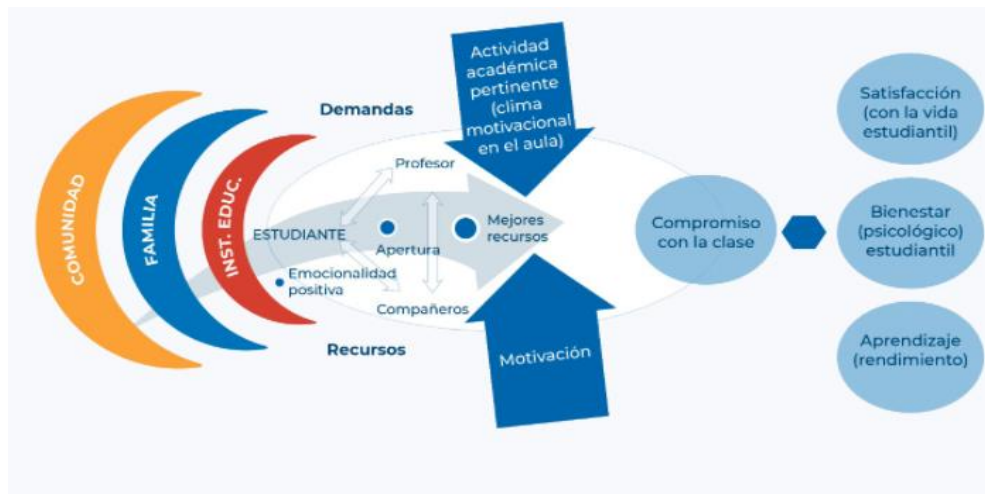 COMUNIDAD
FAMILIA
INST. EDUC.
Demandas
Recursos
ESTUDIANTE
Profesor
Apertura
Emocionalidad
positiva
Compañeros
Mejores
recursos
Actividad
académica
pertinente
(clima
motivacional
en el aula)
Motivación
Compromiso
con la clase
Satisfacción
(con la vida
estudiantil)
Bienestar
(psicológico)
estudiantil
Aprendizaje
(rendimiento)